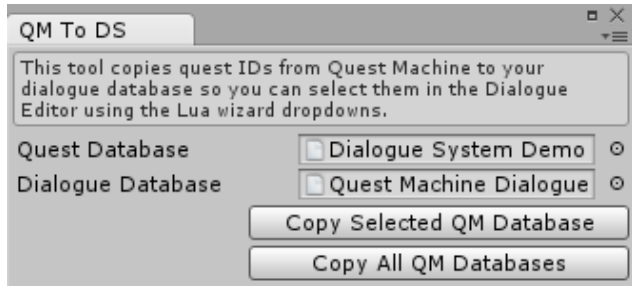 QM To DS
This tool copies quest IDs from Quest Machine to your
dialogue database so you can select them in the Dialogue
Editor using the Lua wizard dropdowns.
Quest Database Dialogue System Demo
Dialogue Database Quest Machine Dialogue
Copy Selected QM Database
Copy All QM Databases